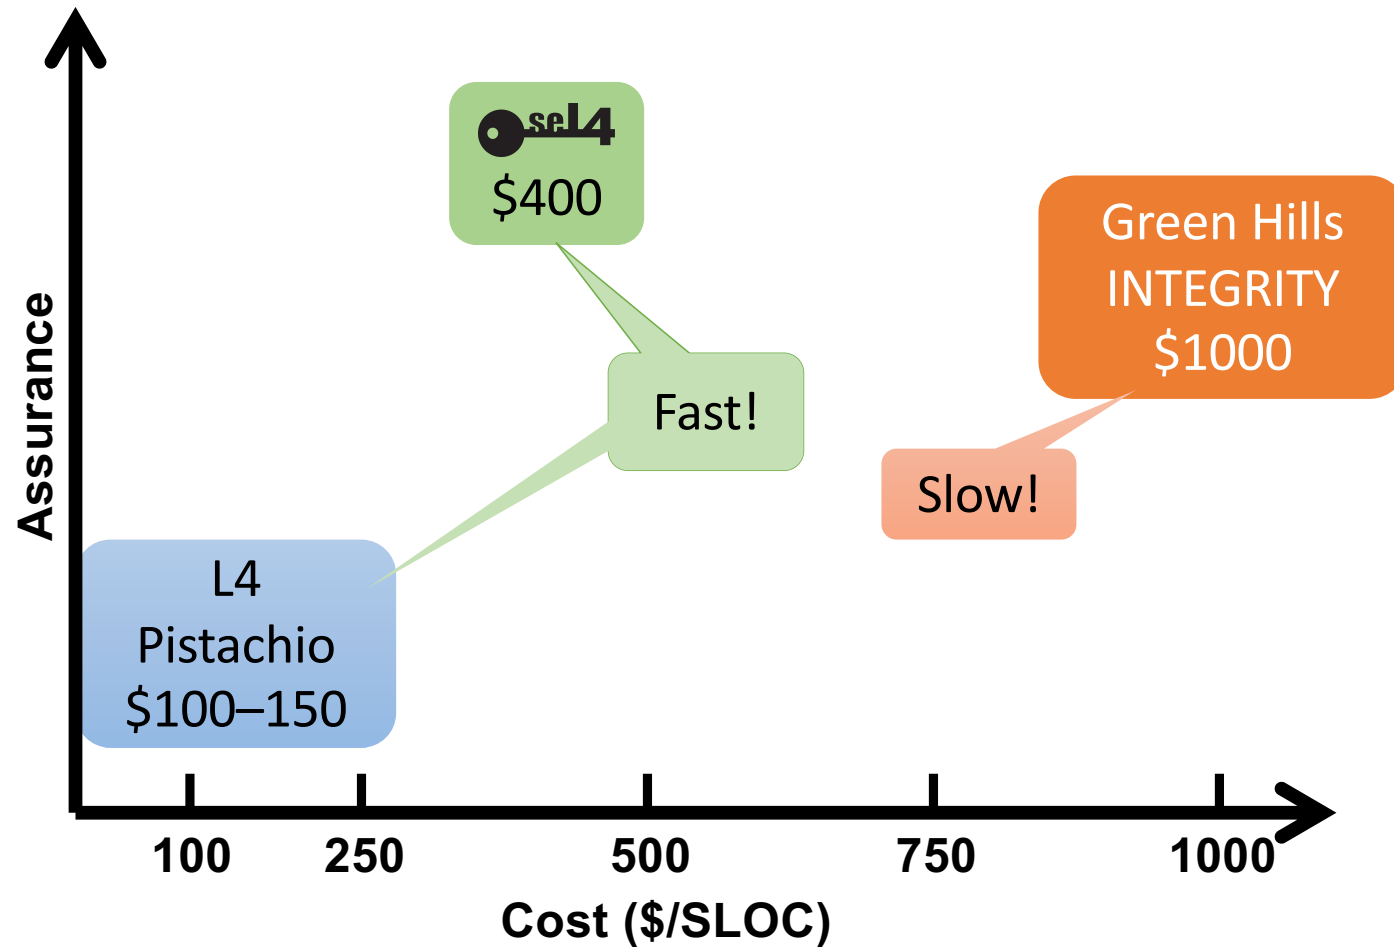 seL4
$400
Green Hills
INTEGRITY
$1000
Fast!
Slow!
L4
Pistachio
$100–150
Assurance
100 250 500 750 1000
Cost ($/SLOC)